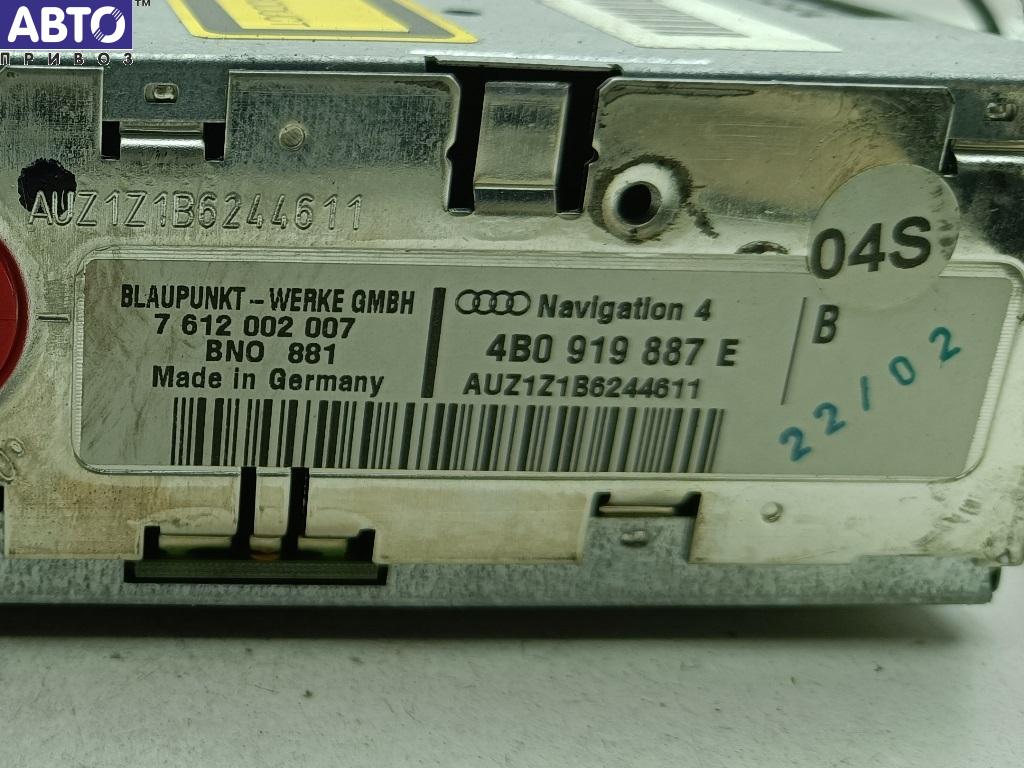 АВТО™
ПРИВОЗ
AUZ1Z1B6244611
04S
BLAUPUNKT - WERKE GMBH
7 612 002 007
BNO 881
Made in Germany
Navigation 4
4B0 919 887 E
AUZ1Z1B6244611
B
22/02